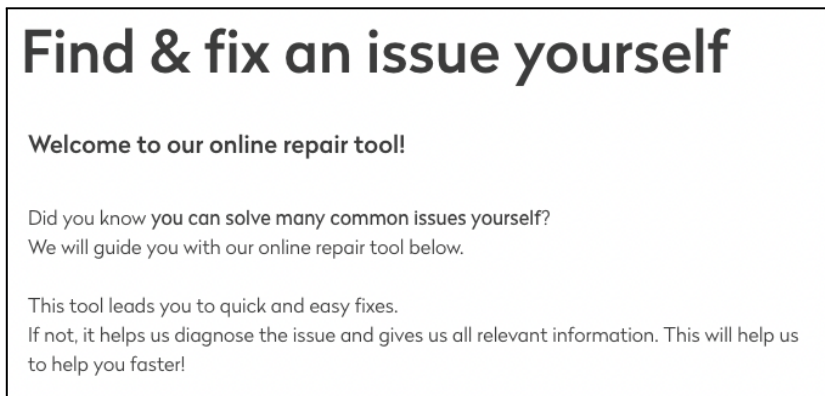 Find & fix an issue yourself
Welcome to our online repair tool!
Did you know you can solve many common issues yourself?
We will guide you with our online repair tool below.
This tool leads you to quick and easy fixes.
If not, it helps us diagnose the issue and gives us all relevant information. This will help us
to help you faster!